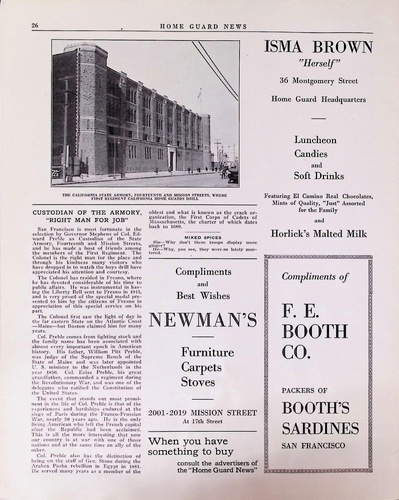 26
HOME GUARD NEWS
THE CALIFORNIA STATE ARMORY, FOURTEENTH AND MISSION STREETS, WHERE
FIRST REGIMENT CALIFORNIA HOME GUARDS DRILL
CUSTODIAN OF THE ARMORY,
"RIGHT MAN FOR JOB"
San Francisco is most fortunate in the
selection by Governor Stephens of Col. Ed-
ward Preble as Custodian of the State
Armory, Fourteenth and Mission Streets,
and he has made a host of friends among
the members of the First Regiment. The
Colonel is the right man for the place and
through his kindness many visitors who
have dropped in to watch the boys drill have
appreciated his attention and courtesy.
The Colonel has resided in Fresno, where
he has devoted considerable of his time to
public affairs. He was instrumental in hav-
ing the Liberty Bell sent to Fresno in 1915,
and is very proud of the special medal pre-
sented to him by the citizens of Fresno in
appreciation of this special service on his
part.
The Colonel first saw the light of day in
the far eastern State on the Atlantic Coast
—Maine—but Boston claimed him for many
years.
Col. Preble comes from fighting stock and
the family name has been associated with
almost every important epoch in American
history. His father, William Pitt Preble,
was judge of the Supreme Bench of the
State of Maine and was later appointed
U. S. minister to the Netherlands in the
year 1830. Col. Esias Preble, his great
grandfather, commanded a regiment during
the Revolutionary War, and was one of the
delegates who ratified the Constitution of
the United States.
The event that stands out most promi-
nent in the life of Col. Preble is that of the
experiences and hardships endured at the
siege of Paris during the Franco-Prussian
War, nearly 50 years ago. He is the only
living American who left the French capital
after the Republic had been acclaimed.
This is all the more interesting that now
our country is at war with one of those
nations and at the same time an ally of the
other.
Col. Preble also has the distinction of
being on the staff of Gen. Stone during the
Arabea Pasha rebellion in Egypt in 1881.
He served many years as a member of the
oldest and what is known as the crack or-
ganization, the First Corps of Cadets of
Massachusetts, the charter of which dates
back to 1689.
MIXED SPICES
She—Why don't these troops display more
ginger?
He—Why, you see, they were so lately mus-
tered.
Compliments
and
Best Wishes
NEWMAN'S
Furniture
Carpets
Stoves
2001-2019 MISSION STREET
At 17th Street
When you have
something to buy
consult the advertisers of
the "Home Guard News"
ISMA BROWN
"Herself"
36 Montgomery Street
Home Guard Headquarters
Luncheon
Candies
and
Soft Drinks
Featuring El Camino Real Chocolates,
Mints of Quality, "Just" Assorted
for the Family
and
Horlick's Malted Milk
Compliments of
F. E.
BOOTH
CO.
PACKERS OF
BOOTH'S
SARDINES
SAN FRANCISCO